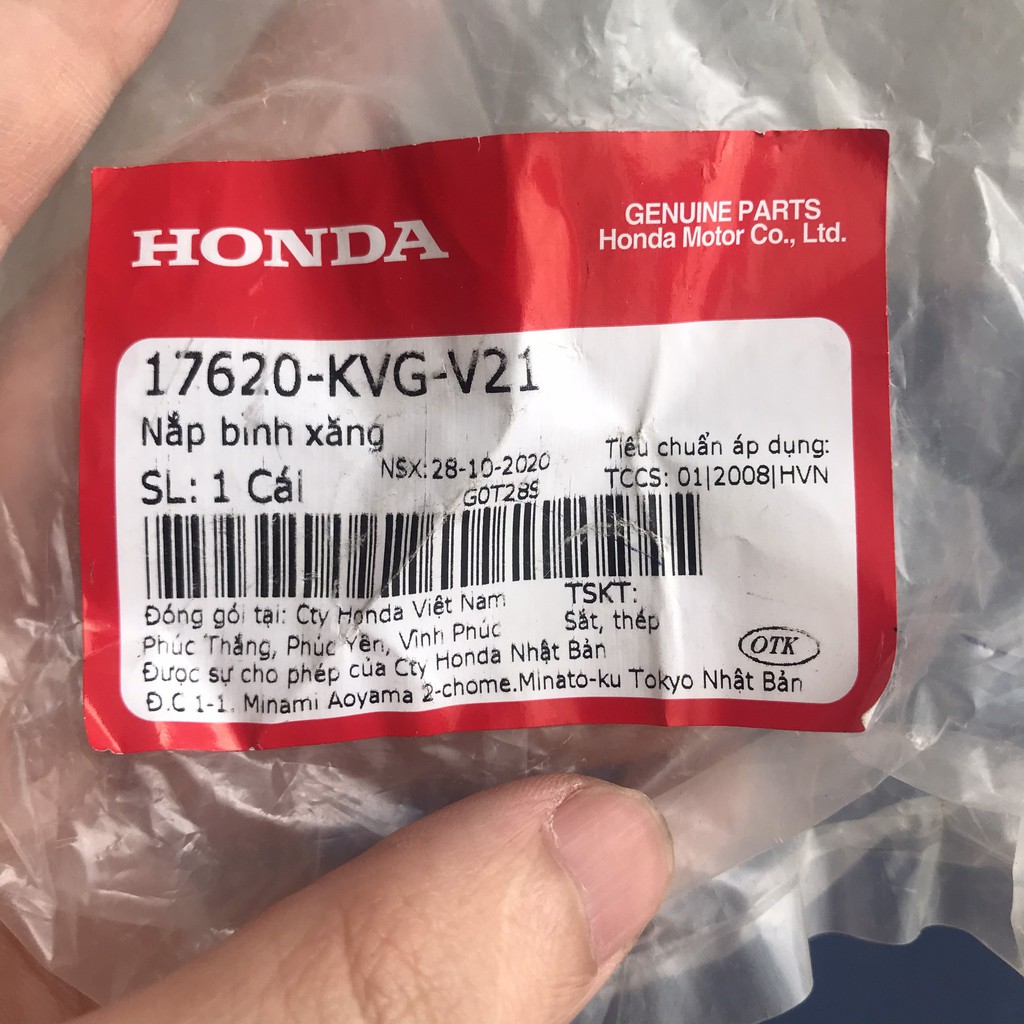 HONDA
GENUINE PARTS
Honda Motor Co., Ltd.
17620-KVG-V21
Nắp bình xăng
SL: 1 Cái
NSX: 28-10-2020
G0T28S
Tiêu chuẩn áp dụng:
TCCS: 01|2008|HVN
Đóng gói tại: Cty Honda Việt Nam
Phúc Thắng, Phúc Yên, Vĩnh Phúc
TSKT:
Sắt, thép
Được sự cho phép của Cty Honda Nhật Bản
Đ.C 1-1. Minami Aoyama 2-chome.Minato-ku Tokyo Nhật Bản
OTK